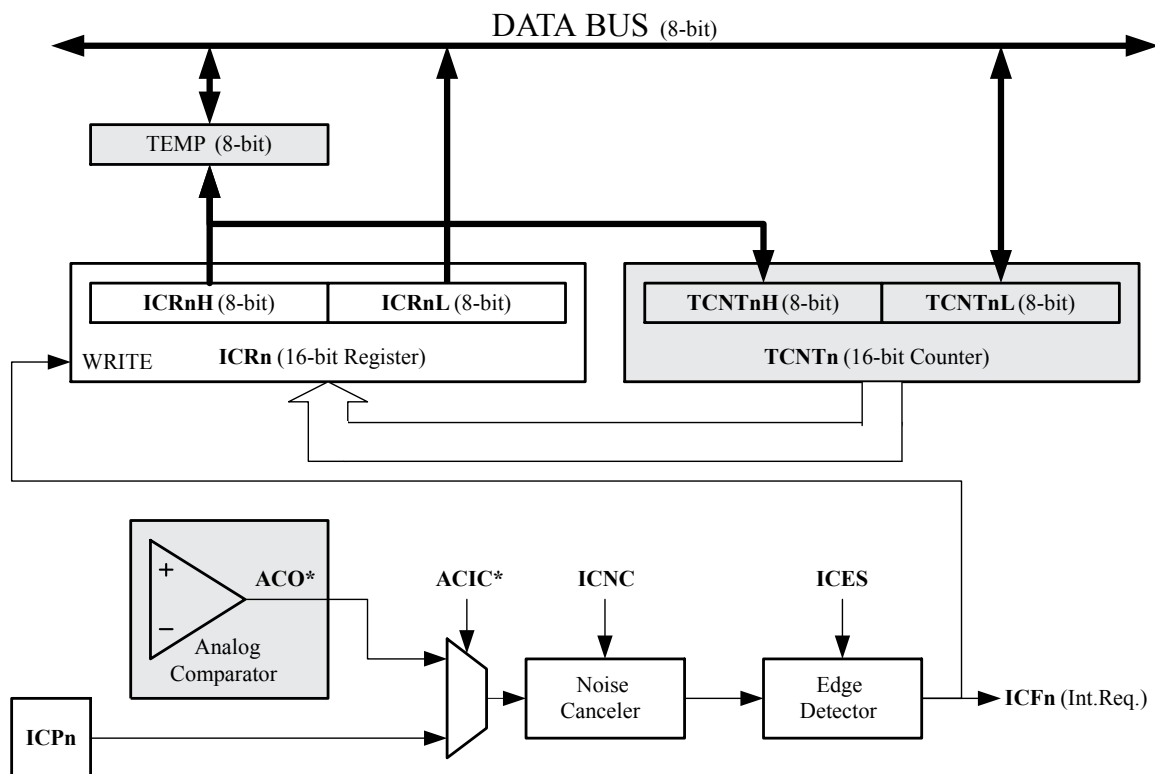 DATA BUS (8-bit)
TEMP (8-bit)
ICRnH (8-bit)
ICRnL (8-bit)
TCNTnH (8-bit)
TCNTnL (8-bit)
WRITE
ICRn (16-bit Register)
TCNTn (16-bit Counter)
+
−
ACO*
Analog
Comparator
ACIC*
ICNC
ICES
Noise
Canceler
Edge
Detector
ICFn (Int.Req.)
ICPn